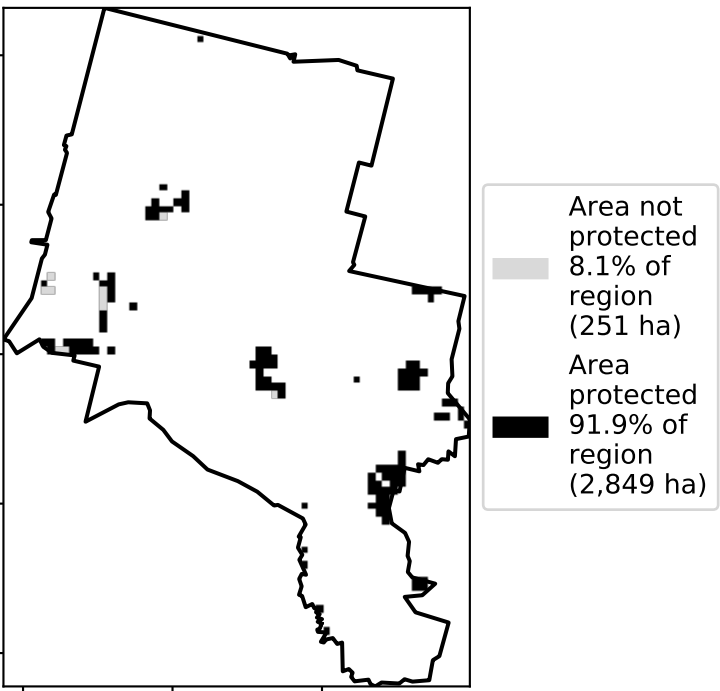 Area not
protected
8.1% of
region
(251 ha)
Area
protected
91.9% of
region
(2,849 ha)